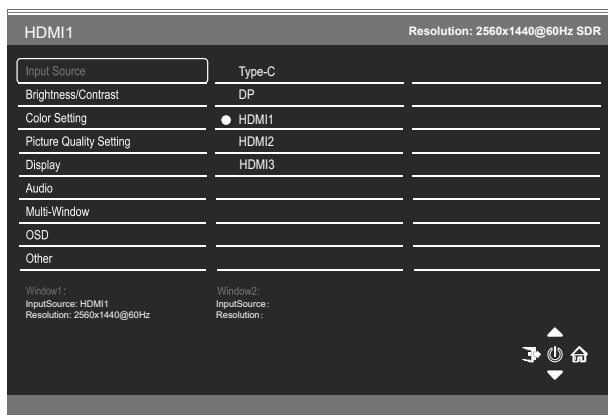 HDMI1
Resolution: 2560x1440@60Hz SDR
Input Source
Type-C
Brightness/Contrast
DP
Color Setting
HDMI1
Picture Quality Setting
HDMI2
Display
HDMI3
Audio
Multi-Window
OSD
Other
Window1:
Window2:
InputSource: HDMI1
InputSource:
Resolution: 2560x1440@60Hz
Resolution: